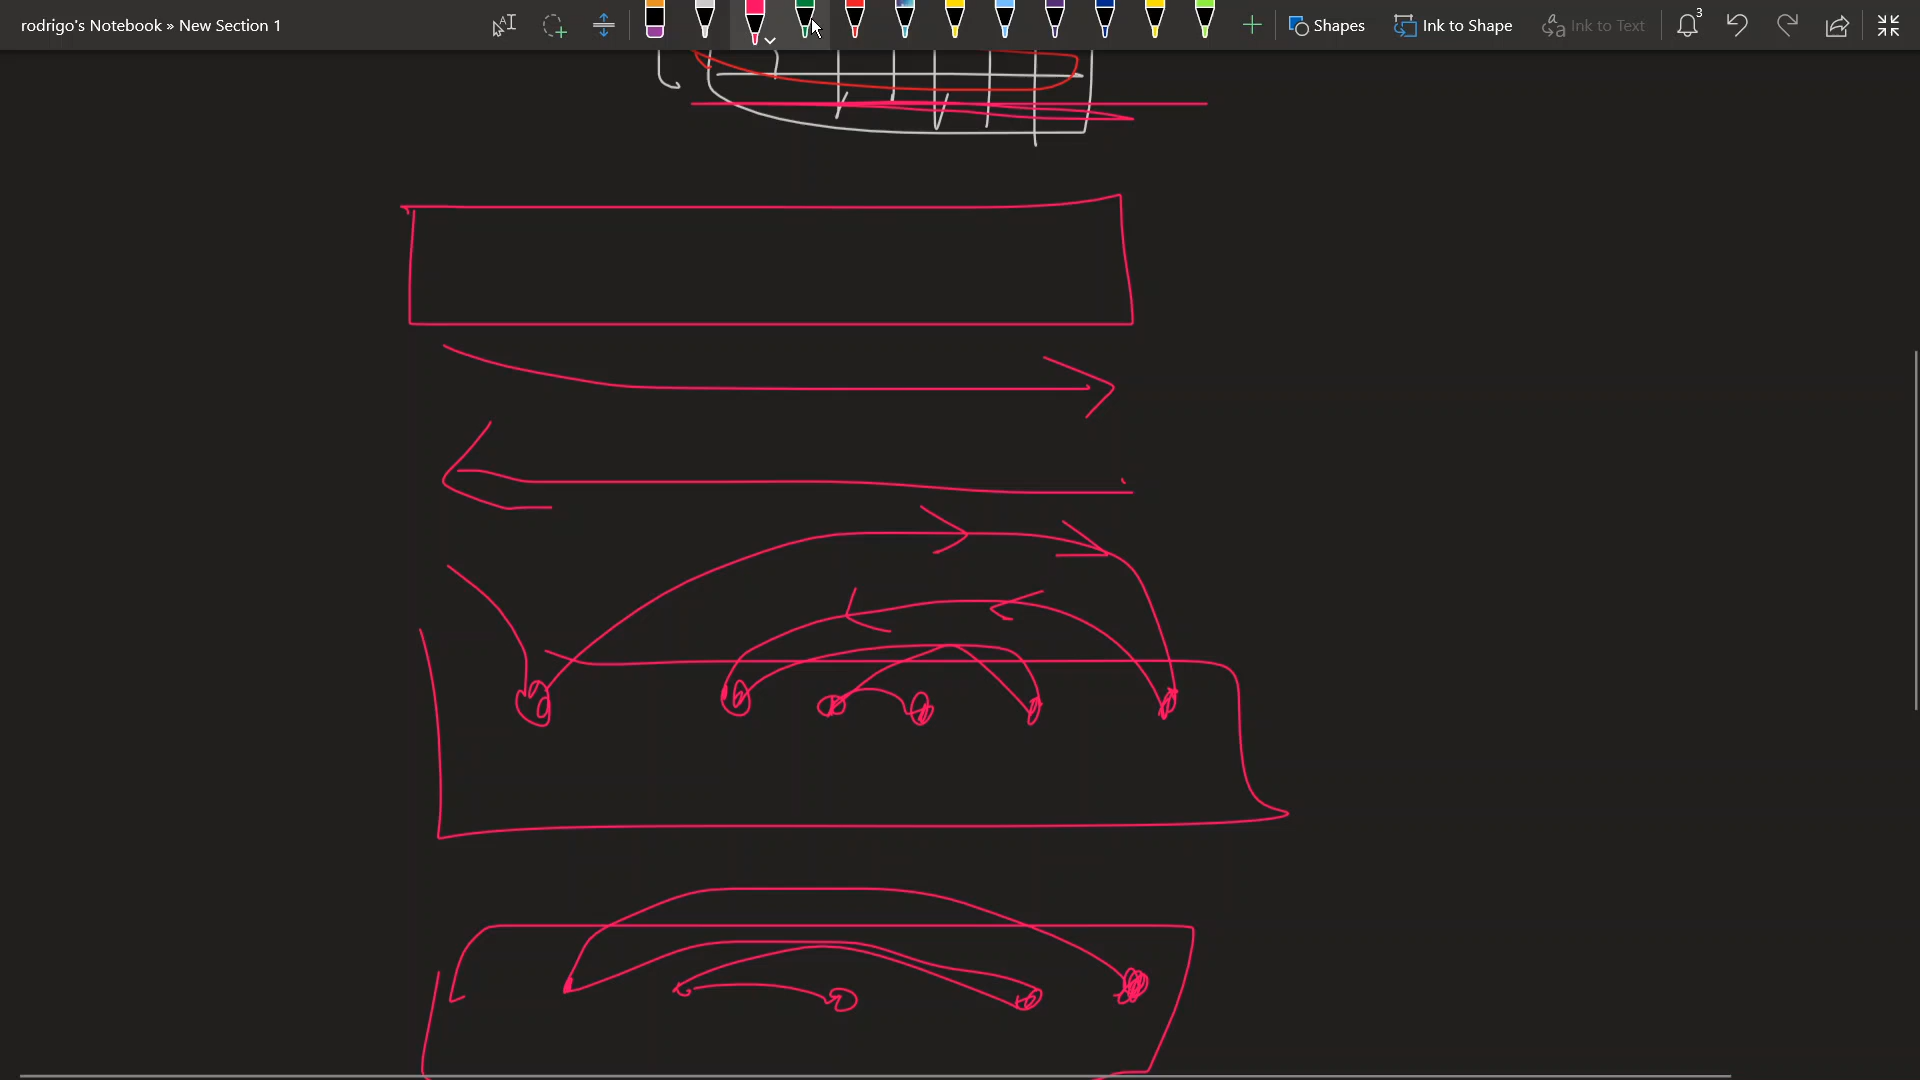 rodrigo's Notebook » New Section 1
Shapes
Ink to Shape
Ink to Text
3